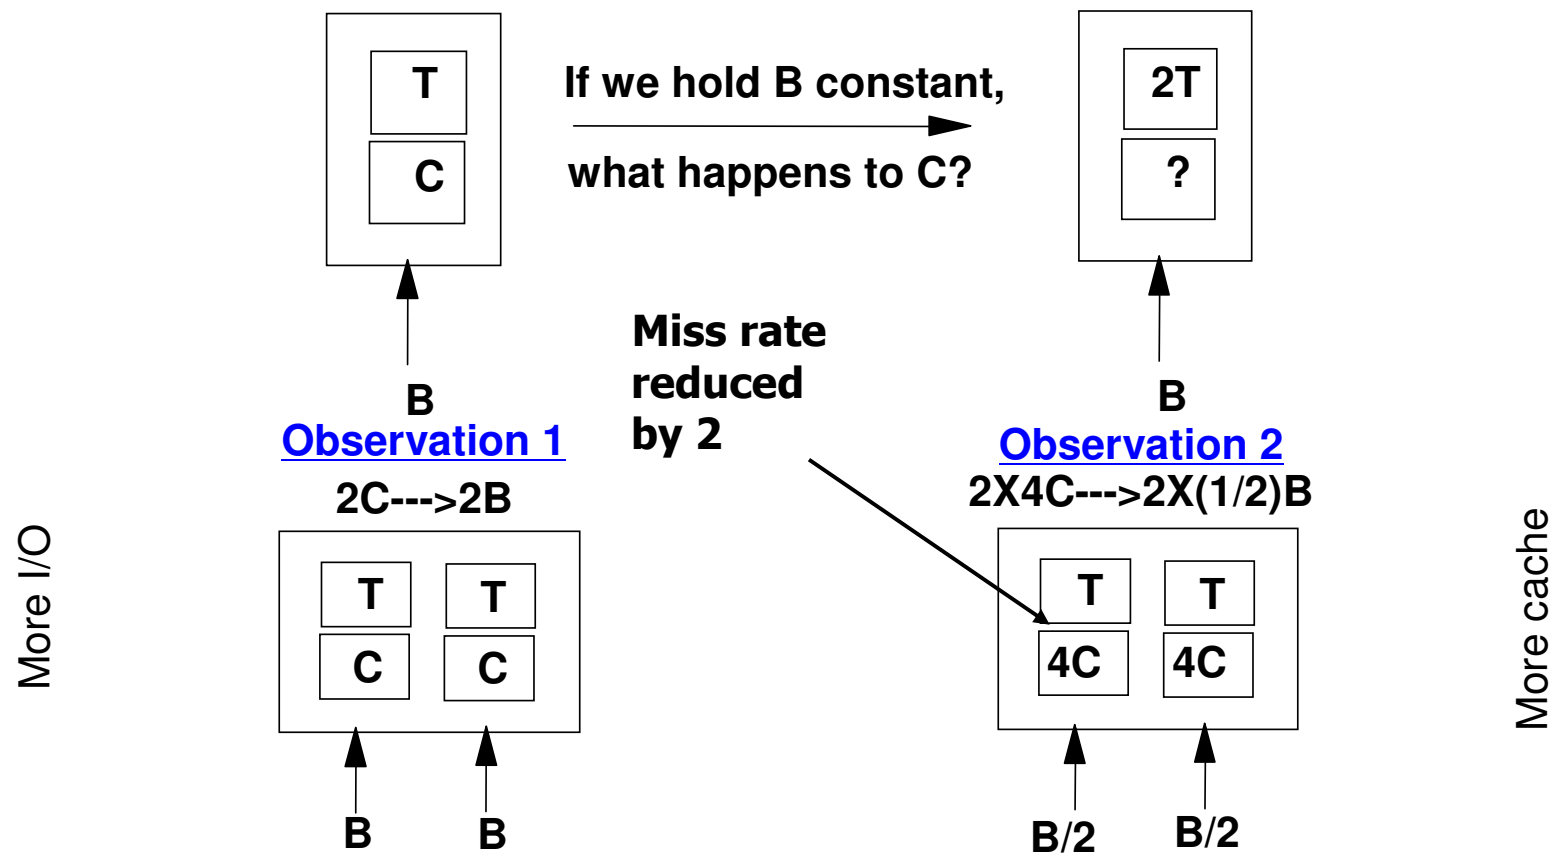 T
C
B
If we hold B constant,
what happens to C?
2T
?
B
Miss rate
reduced
by 2
Observation 1
2C--->2B
T
T
C
C
B
B
More I/O
Observation 2
2X4C--->2X(1/2)B
T
T
4C
4C
B/2
B/2
More cache